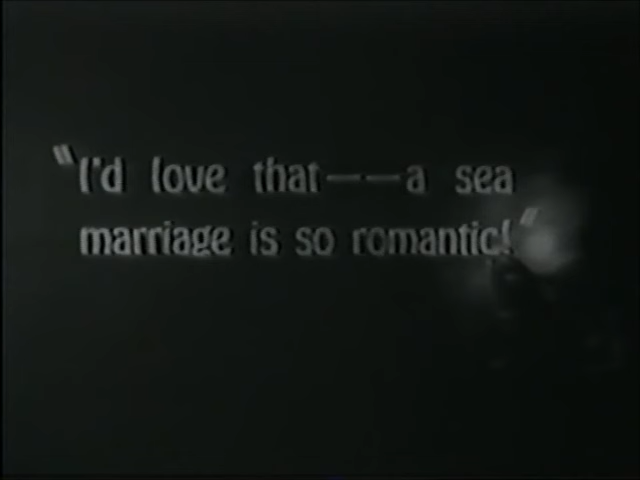 "I'd love that——a sea
marriage is so romantic!"